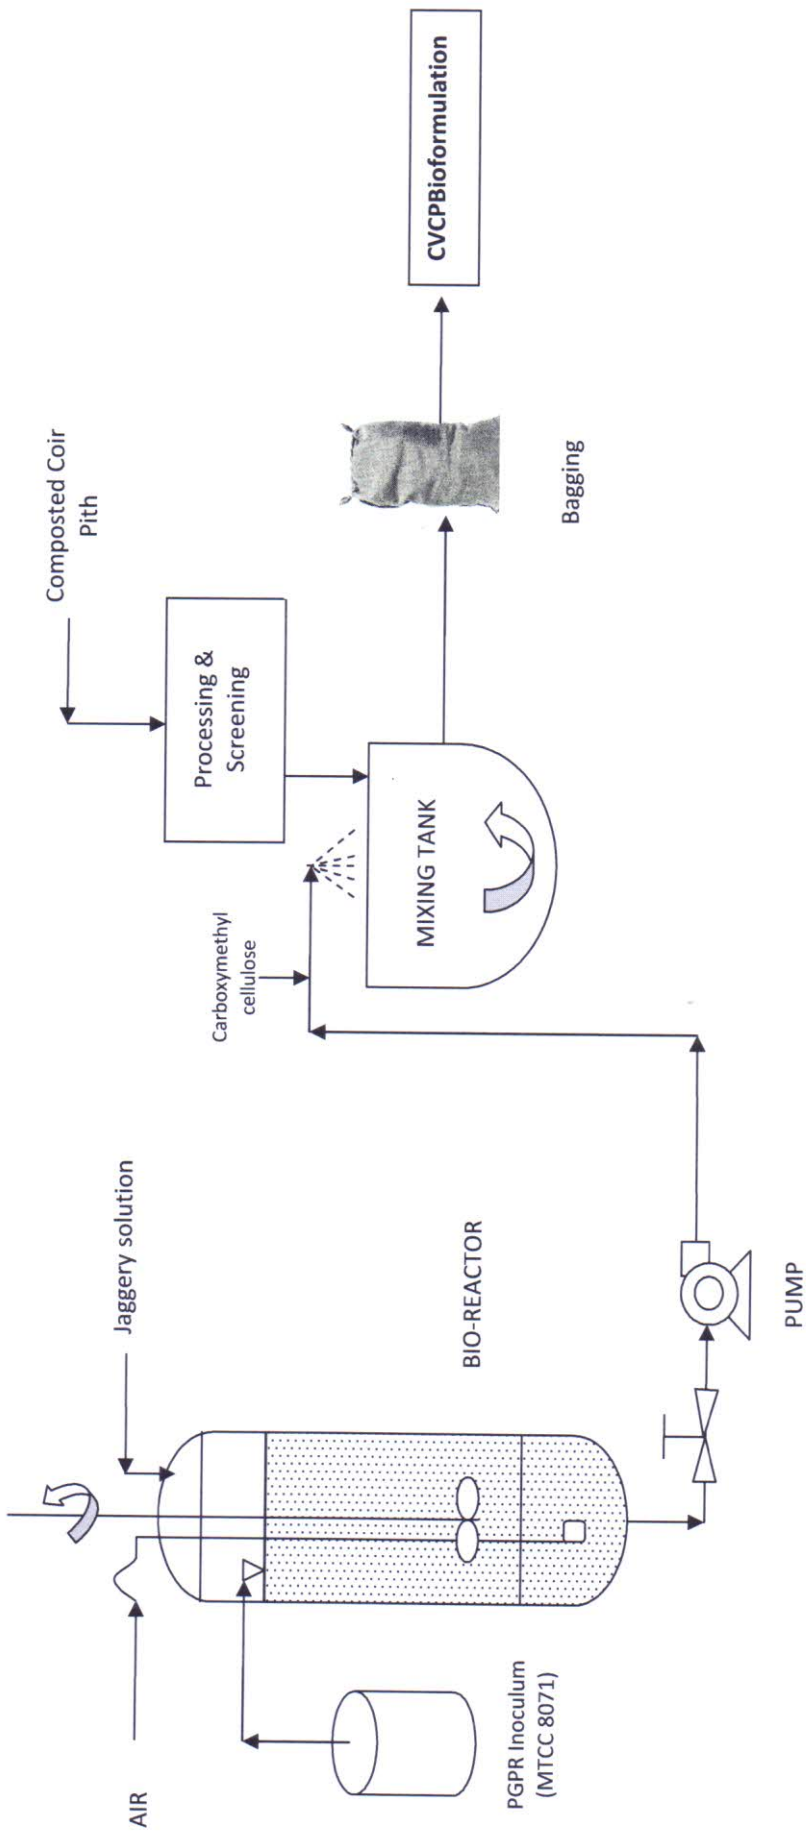 AIR
PGPR Inoculum
(MTCC 8071)
Jaggery solution
BIO-REACTOR
PUMP
Carboxymethyl
cellulose
MIXING TANK
Processing &
Screening
Composted Coir
Pith
Bagging
CVCPBioformulation